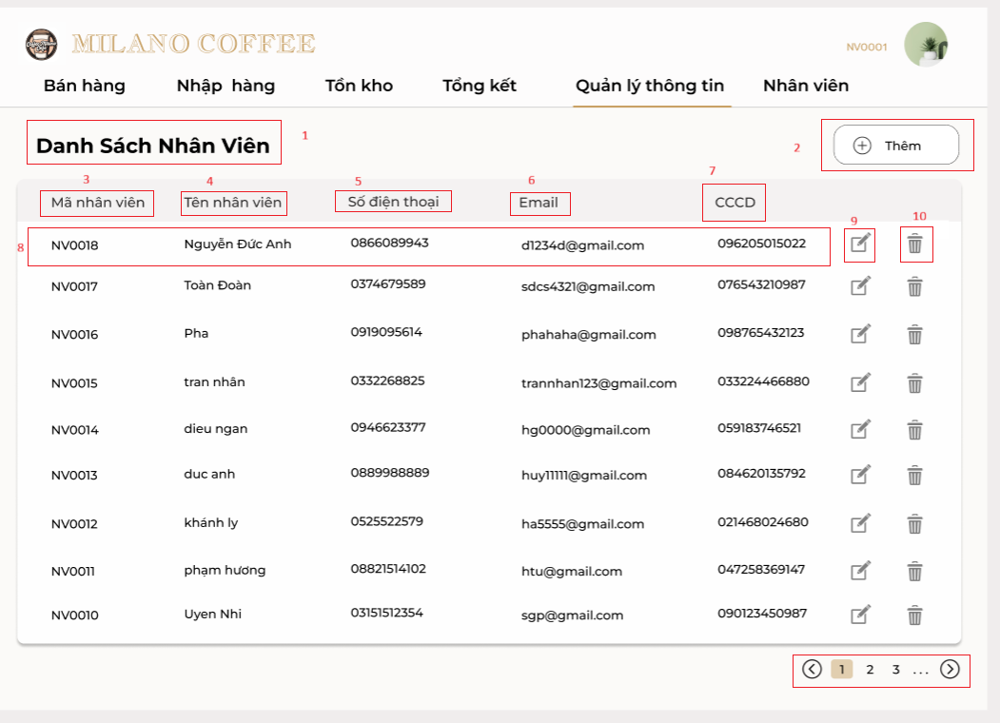 MILANO COFFEE
NV0001
Bán hàng Nhập hàng Tồn kho Tổng kết Quản lý thông tin Nhân viên
Danh Sách Nhân Viên 1
2 Thêm
3 4 5 6 7
Mã nhân viên Tên nhân viên Số điện thoại Email CCCD
9 10
8 NV0018 Nguyễn Đức Anh 0866089943 d1234d@gmail.com 096205015022
NV0017 Toàn Đoàn 0374679589 sdcs4321@gmail.com 076543210987
NV0016 Pha 0919095614 phahaha@gmail.com 098765432123
NV0015 tran nhân 0332268825 trannhan123@gmail.com 033224466880
NV0014 dieu ngan 0946623377 hg0000@gmail.com 059183746521
NV0013 duc anh 0889988889 huy11111@gmail.com 084620135792
NV0012 khánh ly 0525522579 ha5555@gmail.com 021468024680
NV0011 phạm hương 08821514102 htu@gmail.com 047258369147
NV0010 Uyen Nhi 03151512354 sgp@gmail.com 090123450987
1 2 3 ...